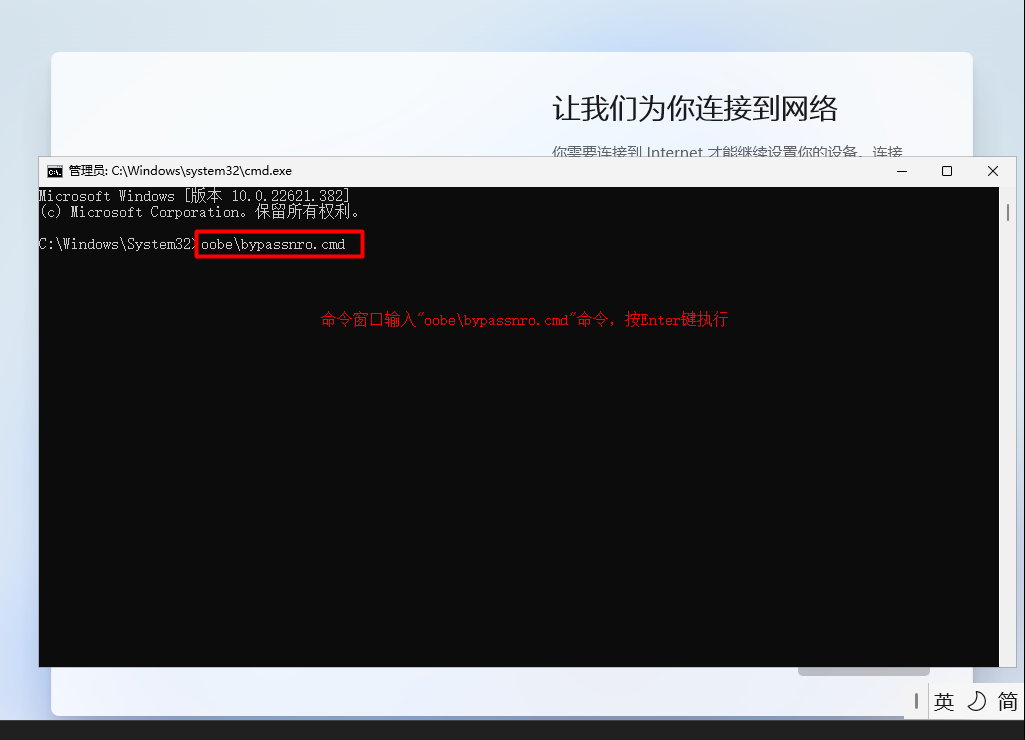 让我们为你连接到网络
你需要连接到 Internet 才能继续设置你的设备。连接
管理员: C:\Windows\system32\cmd.exe
Microsoft Windows [版本 10.0.22621.382]
(c) Microsoft Corporation。保留所有权利。
C:\Windows\System32>oobe\bypassnro.cmd
命令窗口输入"oobe\bypassnro.cmd"命令，按Enter键执行
英 简